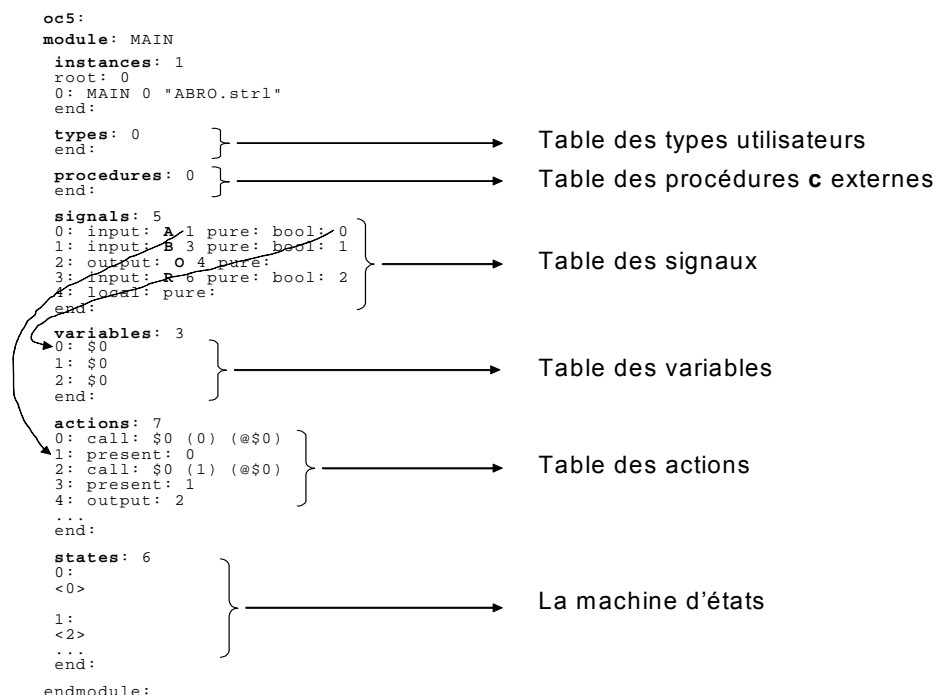 oc5:
module: MAIN
instances: 1
root: 0
0: MAIN 0 "ABRO.strl"
end:
types: 0
end:
Table des types utilisateurs
procedures: 0
end:
Table des procédures c externes
signals: 5
0: input: A 1 pure: bool: 0
1: input: B 3 pure: bool: 1
2: output: O 4 pure:
3: input: R 6 pure: bool: 2
4: local: pure:
end:
Table des signaux
variables: 3
0: $0
1: $0
2: $0
end:
Table des variables
actions: 7
0: call: $0 (0) (@$0)
1: present: 0
2: call: $0 (1) (@$0)
3: present: 1
4: output: 2
...
end:
Table des actions
states: 6
0:
<0>
1:
<2>
...
end:
La machine d'états
endmodule: